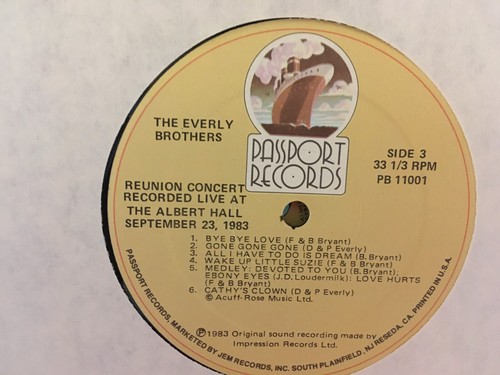 THE EVERLY
BROTHERS
PASSPORT
RECORDS
SIDE 3
33 1/3 RPM
PB 11001
REUNION CONCERT
RECORDED LIVE AT
THE ALBERT HALL
SEPTEMBER 23, 1983
1. BYE BYE LOVE (F & B Bryant)
2. GONE GONE GONE (D & P Everly)
3. ALL I HAVE TO DO IS DREAM (B. Bryant)
4. WAKE UP LITTLE SUZIE (F & B Bryant)
5. MEDLEY: DEVOTED TO YOU (B. Bryant);
EBONY EYES (J.D. Loudermilk): LOVE HURTS
(F & B Bryant)
6. CATHY'S CLOWN (D & P Everly)
© Acuff-Rose Music Ltd.
℗ 1983 Original sound recording made by
Impression Records Ltd.
PASSPORT RECORDS, MARKETED BY JEM RECORDS, INC. SOUTH PLAINFIELD, NJ RESEDA, CA. PRINTED IN U.S.A.